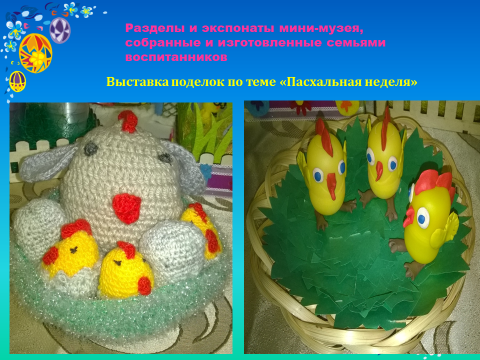 Разделы и экспонаты мини-музея,
собранные и изготовленные семьями
воспитанников
Выставка поделок по теме «Пасхальная неделя»